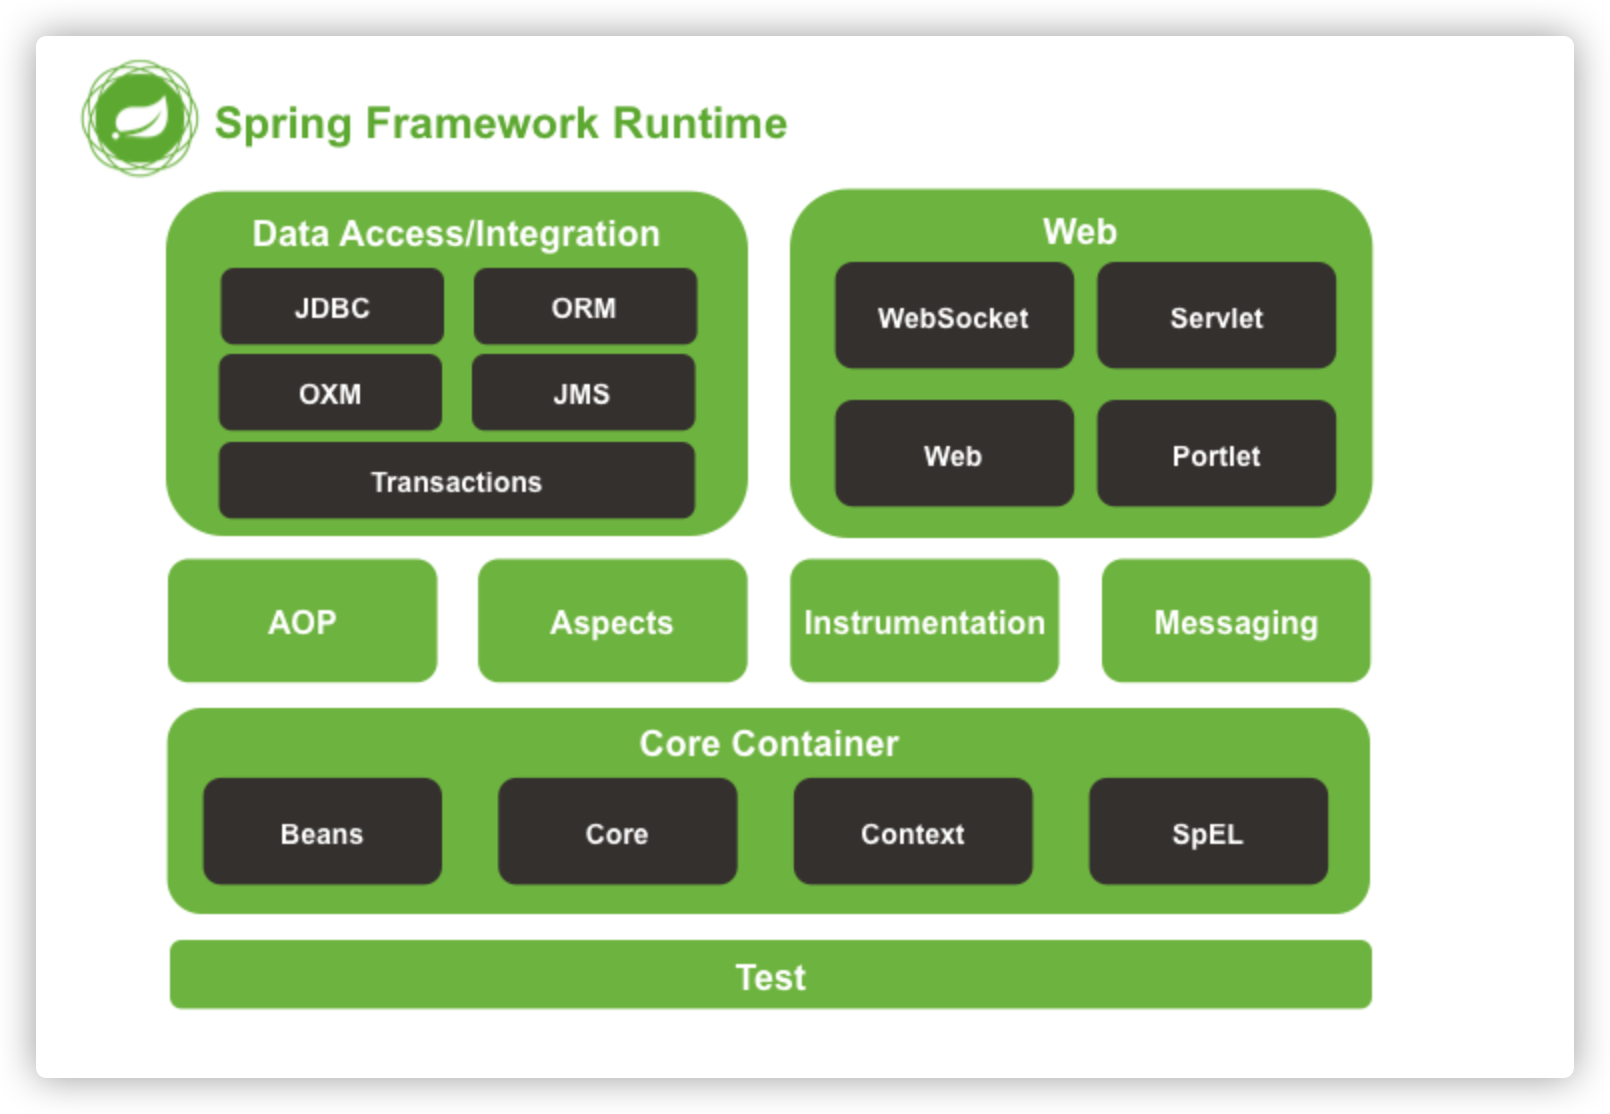 Spring Framework Runtime
Data Access/Integration
JDBC
ORM
OXM
JMS
Transactions
Web
WebSocket
Servlet
Web
Portlet
AOP
Aspects
Instrumentation
Messaging
Core Container
Beans
Core
Context
SpEL
Test